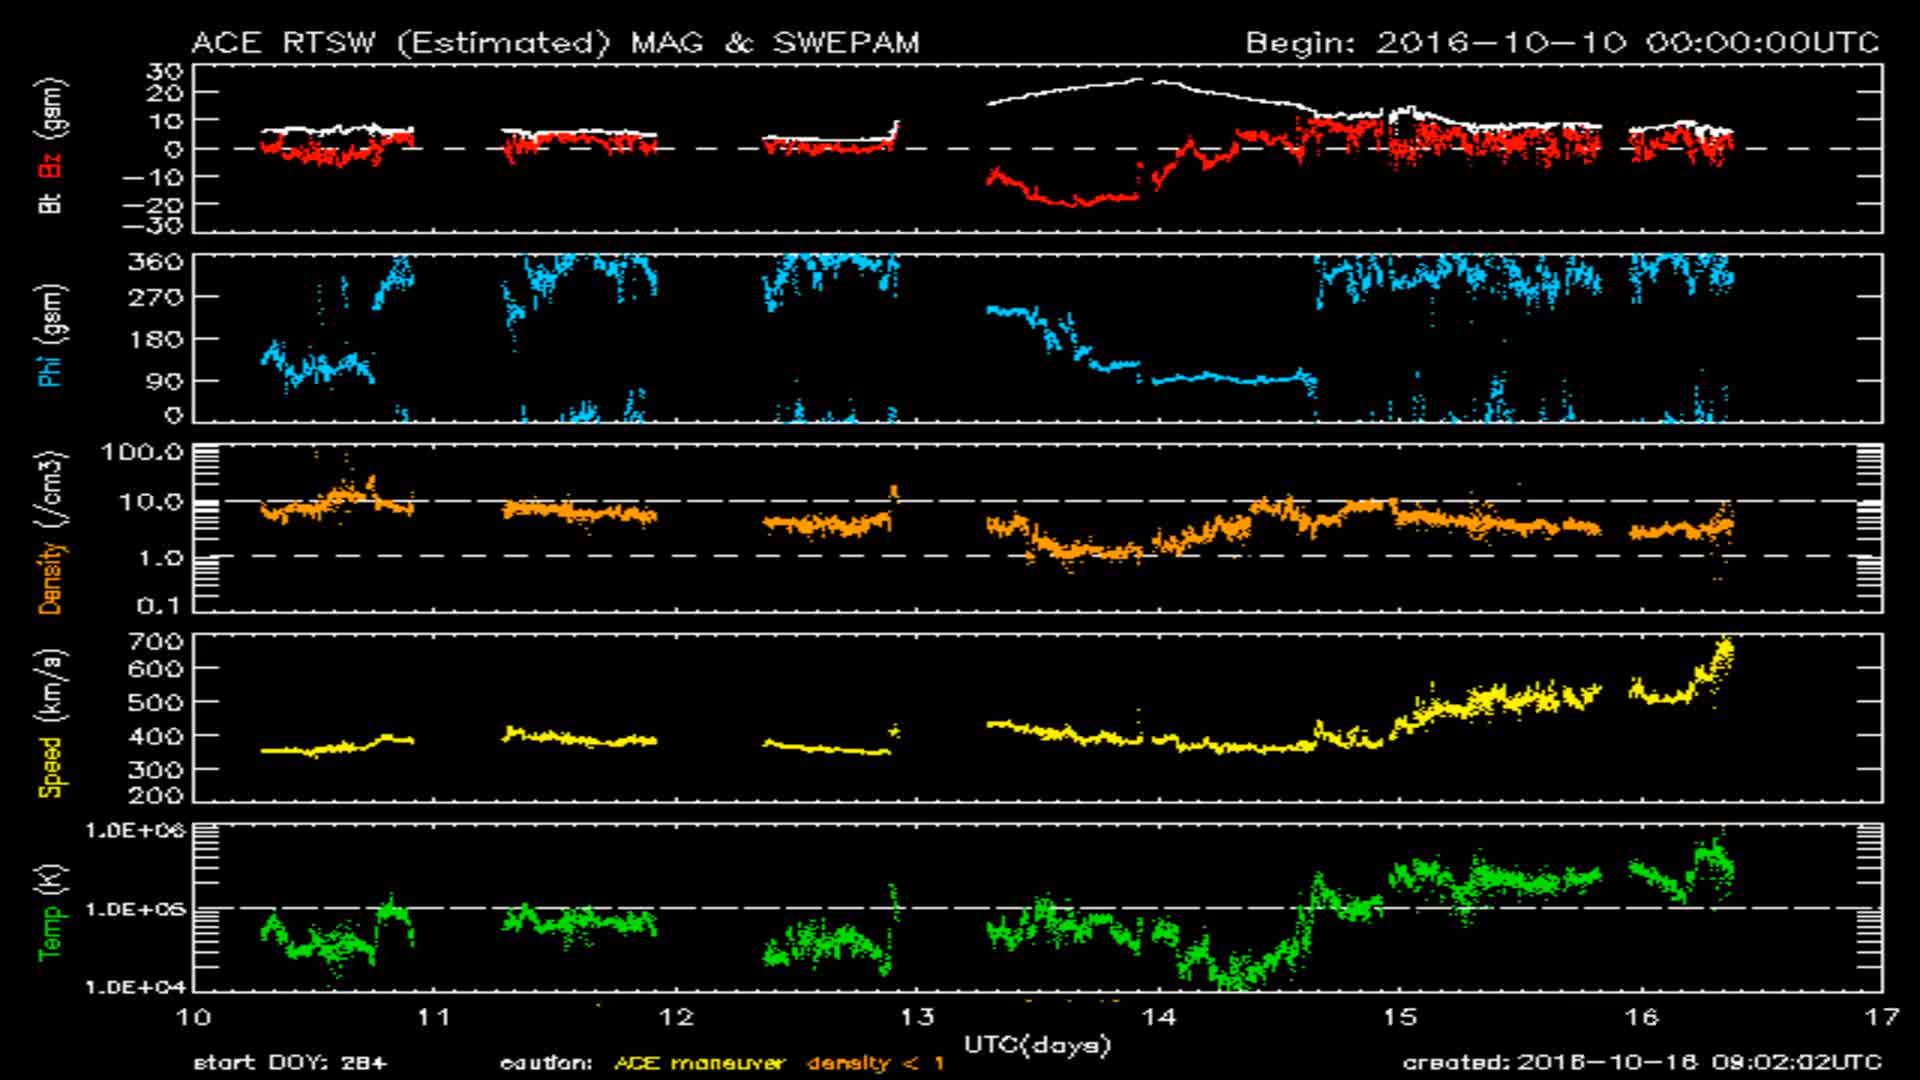 ACE RTSW (Estimated) MAG & SWEPAM Begin: 2016-10-10 00:00:00UTC
Bt Bz (gsm)
30
20
10
0
-10
-20
-30
Phi (gsm)
360
270
180
90
0
Density (/cm3)
100.0
10.0
1.0
0.1
Speed (km/s)
700
600
500
400
300
200
Temp (K)
1.0E+06
1.0E+05
1.0E+04
10 11 12 13 14 15 16 17
UTC(days)
start DOY: 284 caution: ACE maneuver density < 1 created: 2016-10-16 09:02:02UTC